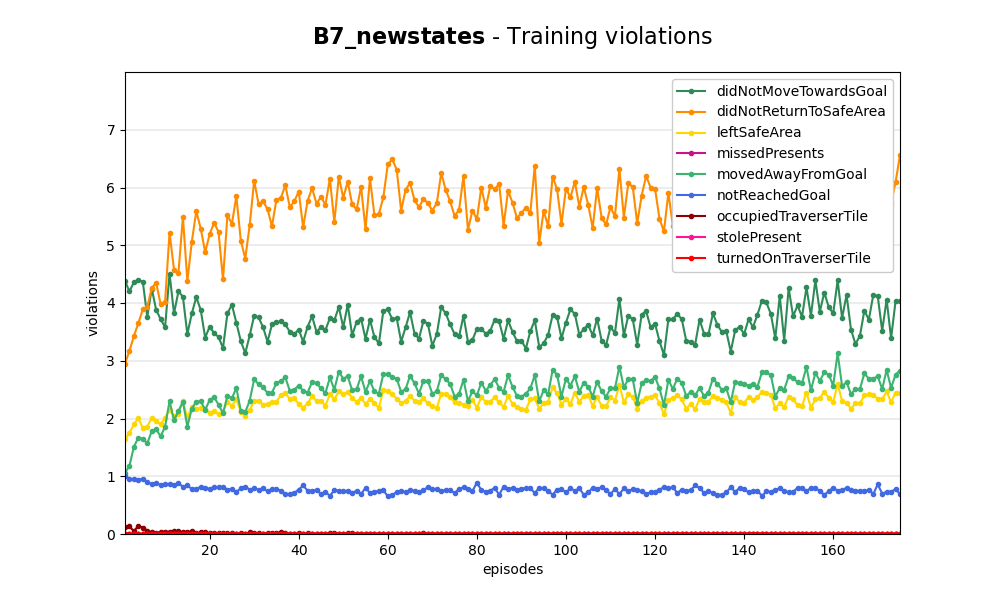 B7_newstates - Training violations
violations
7
6
5
4
3
2
1
0
didNotMoveTowardsGoal
didNotReturnToSafeArea
leftSafeArea
missedPresents
movedAwayFromGoal
notReachedGoal
occupiedTraverserTile
stolePresent
turnedOnTraverserTile
20 40 60 80 100 120 140 160
episodes